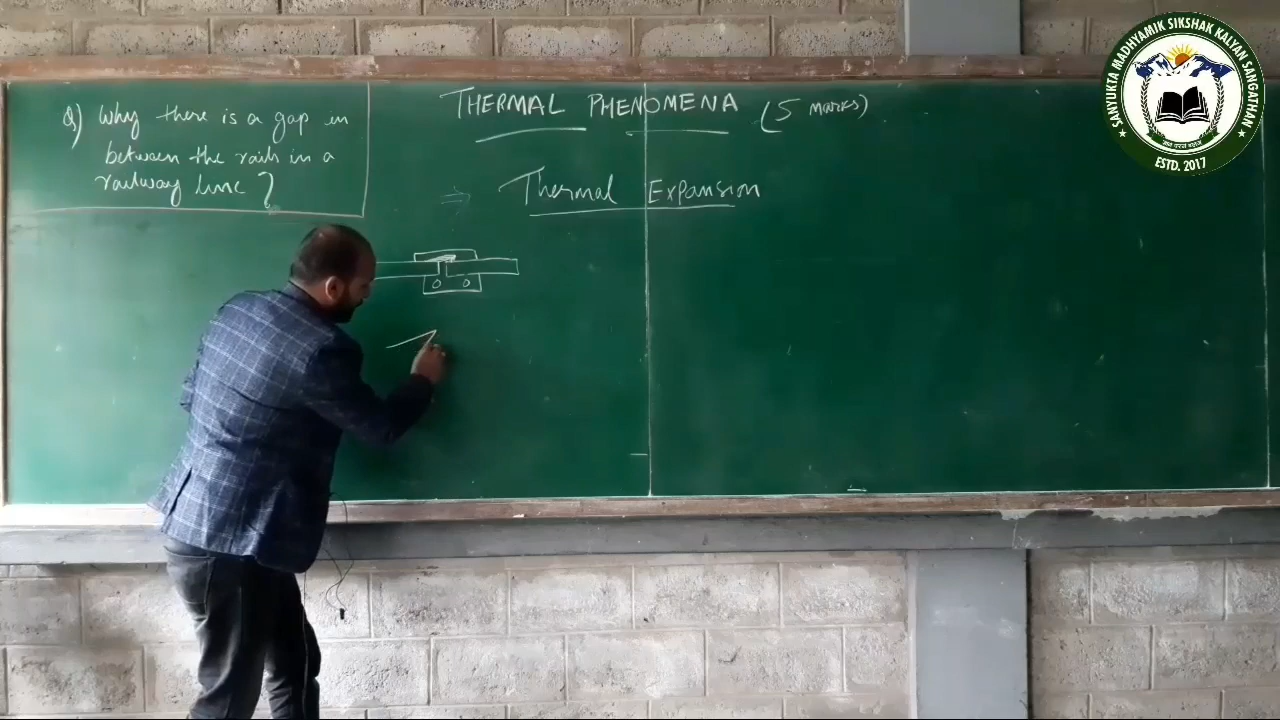 Q) Why there is a gap in
between the rails in a
railway line?
THERMAL PHENOMENA (5 marks)
⇒ Thermal Expansion
SANYUKTA MADHYAMIK SIKSHAK KALYAN SANGATHAN
ESTD. 2017